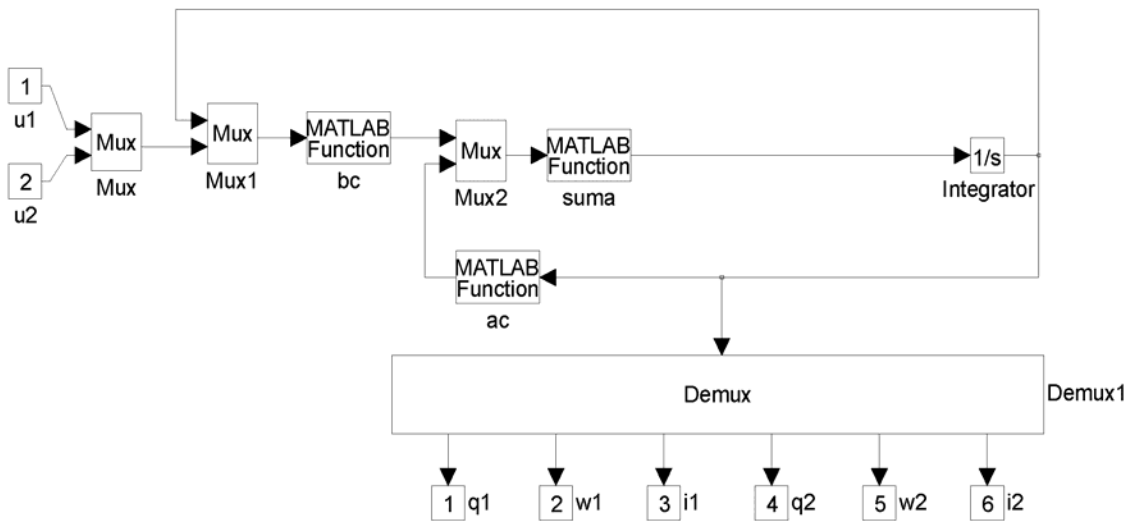 1
u1
2
u2
Mux
Mux
Mux
Mux1
MATLAB
Function
bc
Mux
Mux2
MATLAB
Function
suma
1/s
Integrator
MATLAB
Function
ac
Demux
Demux1
1 q1
2 w1
3 i1
4 q2
5 w2
6 i2